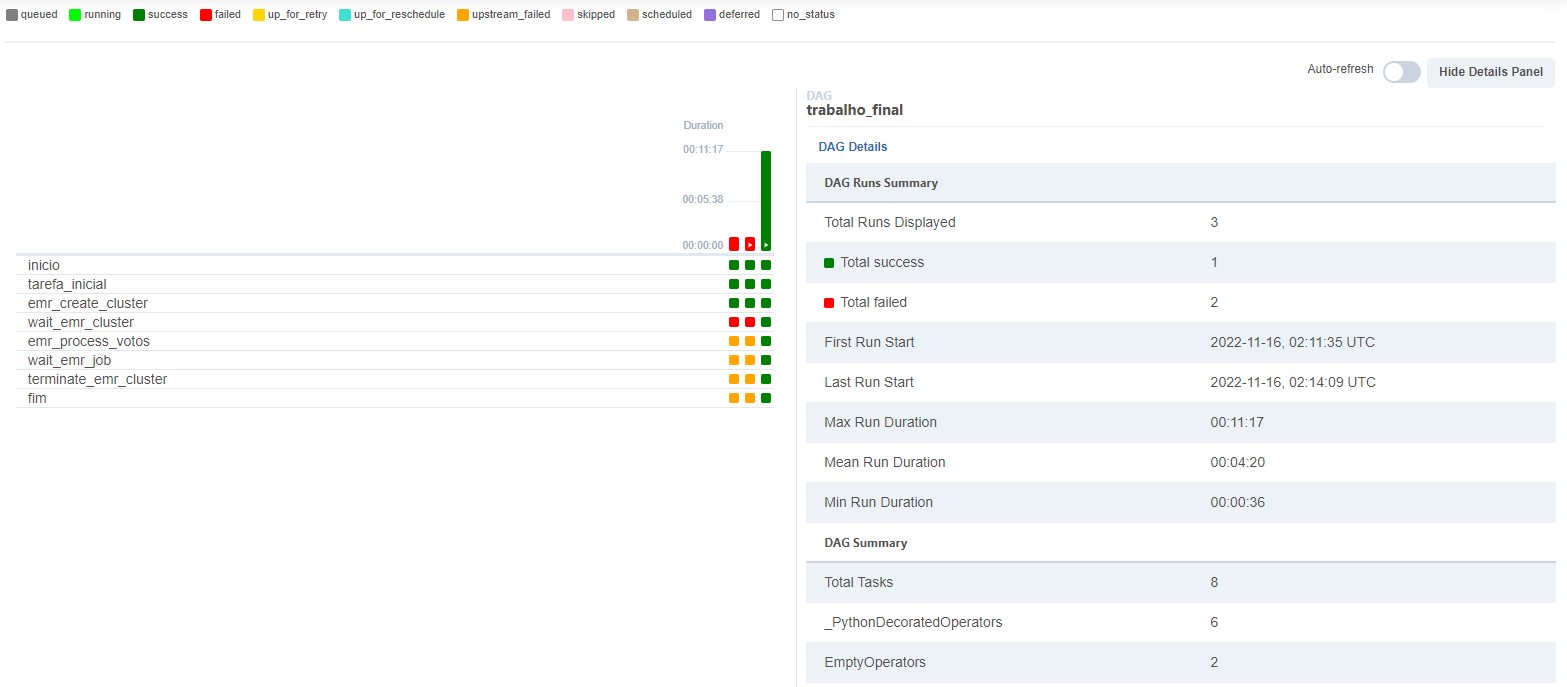 queued running success failed up_for_retry up_for_reschedule upstream_failed skipped scheduled deferred no_status
Auto-refresh Hide Details Panel
Duration
00:11:17
00:05:38
00:00:00
inicio
tarefa_inicial
emr_create_cluster
wait_emr_cluster
emr_process_votos
wait_emr_job
terminate_emr_cluster
fim
DAG
trabalho_final
DAG Details
DAG Runs Summary
Total Runs Displayed 3
Total success 1
Total failed 2
First Run Start 2022-11-16, 02:11:35 UTC
Last Run Start 2022-11-16, 02:14:09 UTC
Max Run Duration 00:11:17
Mean Run Duration 00:04:20
Min Run Duration 00:00:36
DAG Summary
Total Tasks 8
_PythonDecoratedOperators 6
EmptyOperators 2